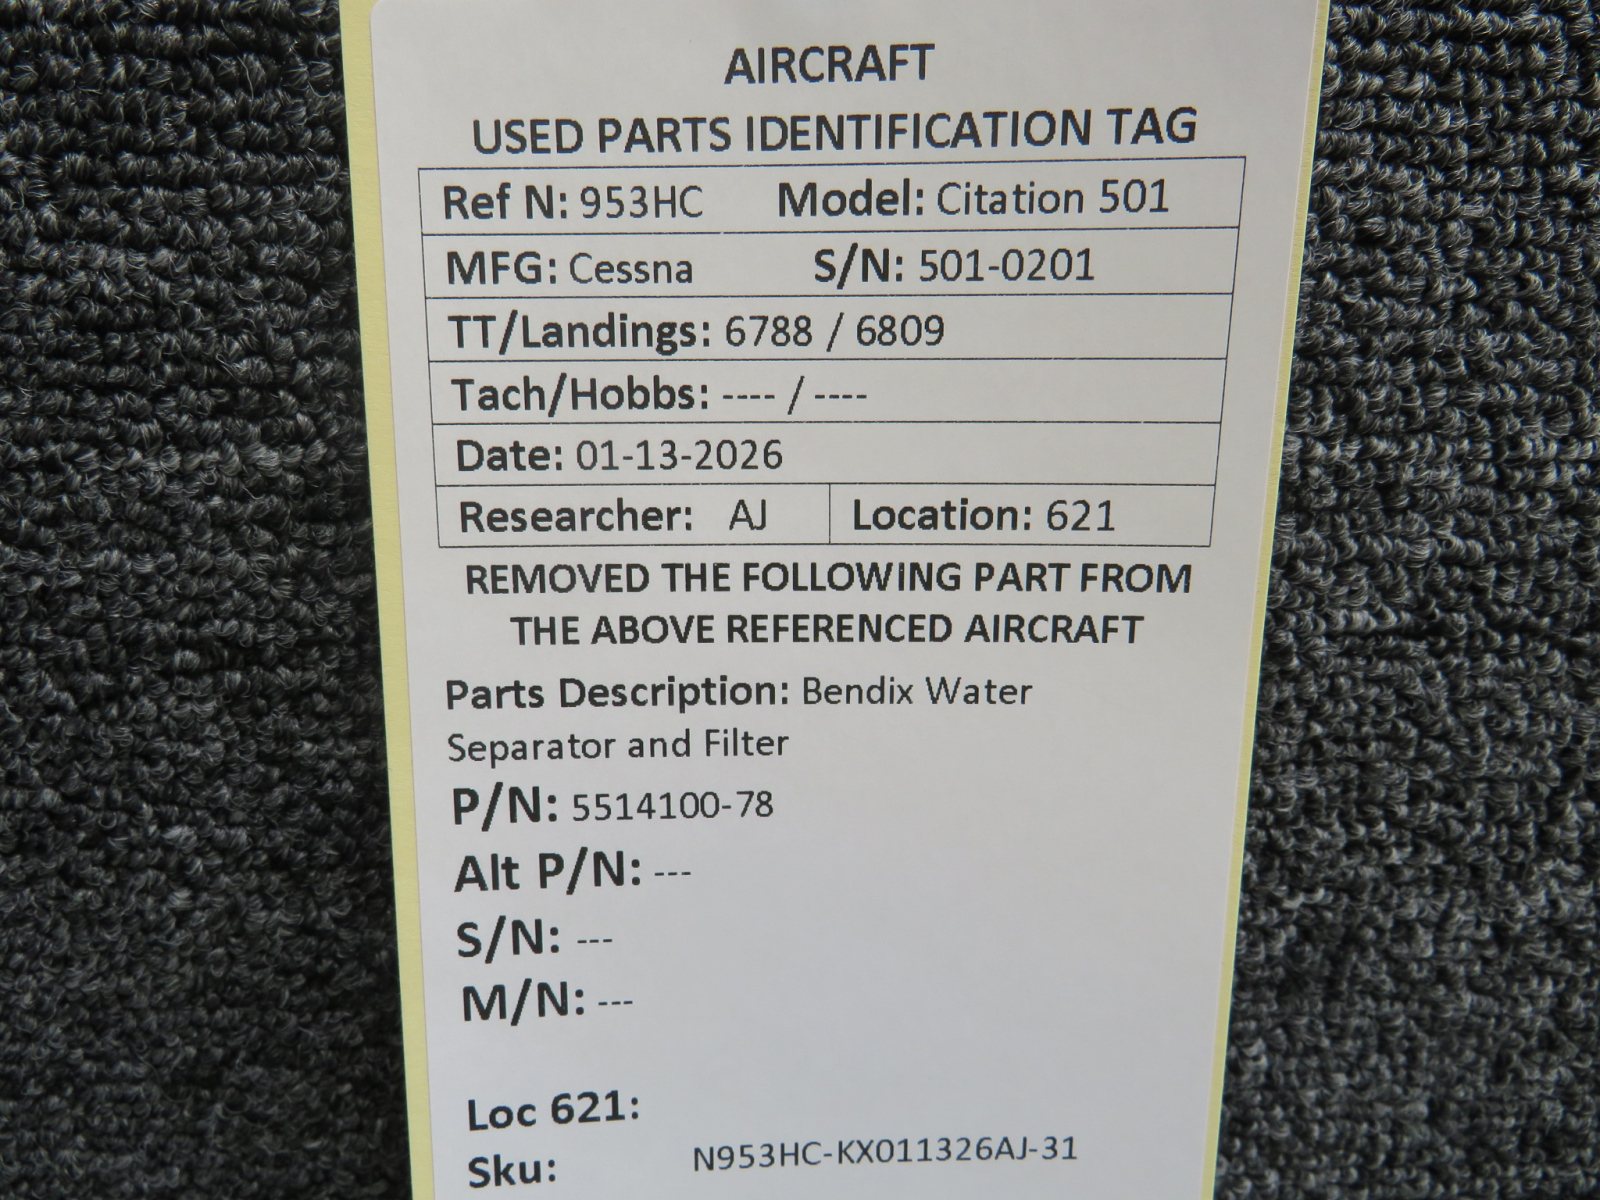 AIRCRAFT
USED PARTS IDENTIFICATION TAG
Ref N: 953HC Model: Citation 501
MFG: Cessna S/N: 501-0201
TT/Landings: 6788 / 6809
Tach/Hobbs: ---- / ----
Date: 01-13-2026
Researcher: AJ Location: 621
REMOVED THE FOLLOWING PART FROM
THE ABOVE REFERENCED AIRCRAFT
Parts Description: Bendix Water
Separator and Filter
P/N: 5514100-78
Alt P/N: ---
S/N: ---
M/N: ---
Loc 621:
Sku: N953HC-KX011326AJ-31